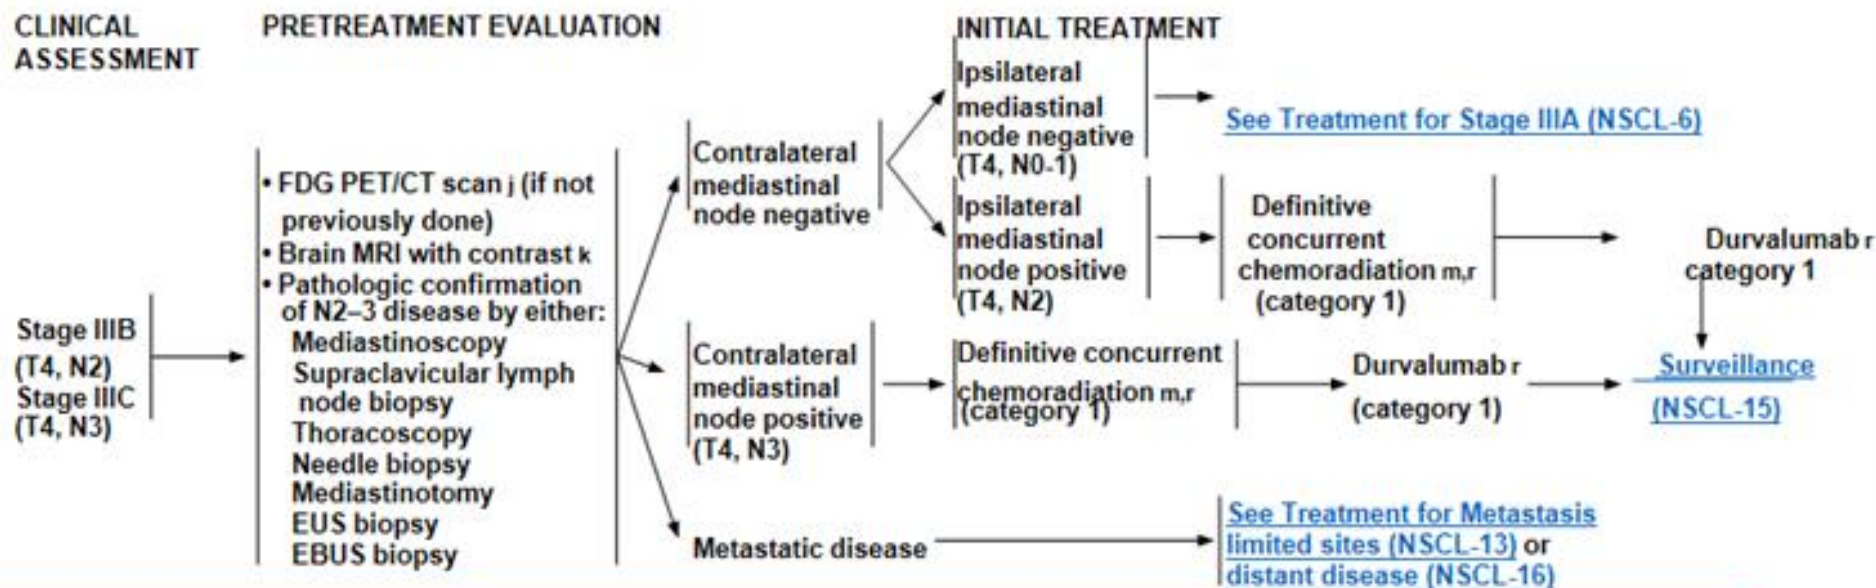 CLINICAL
ASSESSMENT
PRETREATMENT EVALUATION
INITIAL TREATMENT
Stage IIIB
(T4, N2)
Stage IIIC
(T4, N3)
• FDG PET/CT scan j (if not
previously done)
• Brain MRI with contrast k
• Pathologic confirmation
of N2–3 disease by either:
Mediastinoscopy
Supraclavicular lymph
node biopsy
Thoracoscopy
Needle biopsy
Mediastinotomy
EUS biopsy
EBUS biopsy
Contralateral
mediastinal
node negative
Ipsilateral
mediastinal
node negative
(T4, N0-1)
See Treatment for Stage IIIA (NSCL-6)
Ipsilateral
mediastinal
node positive
(T4, N2)
Definitive
concurrent
chemoradiation m,r
(category 1)
Durvalumab r
category 1
Contralateral
mediastinal
node positive
(T4, N3)
Definitive concurrent
chemoradiation m,r
(category 1)
Durvalumab r
(category 1)
Surveillance
(NSCL-15)
Metastatic disease
See Treatment for Metastasis
limited sites (NSCL-13) or
distant disease (NSCL-16)